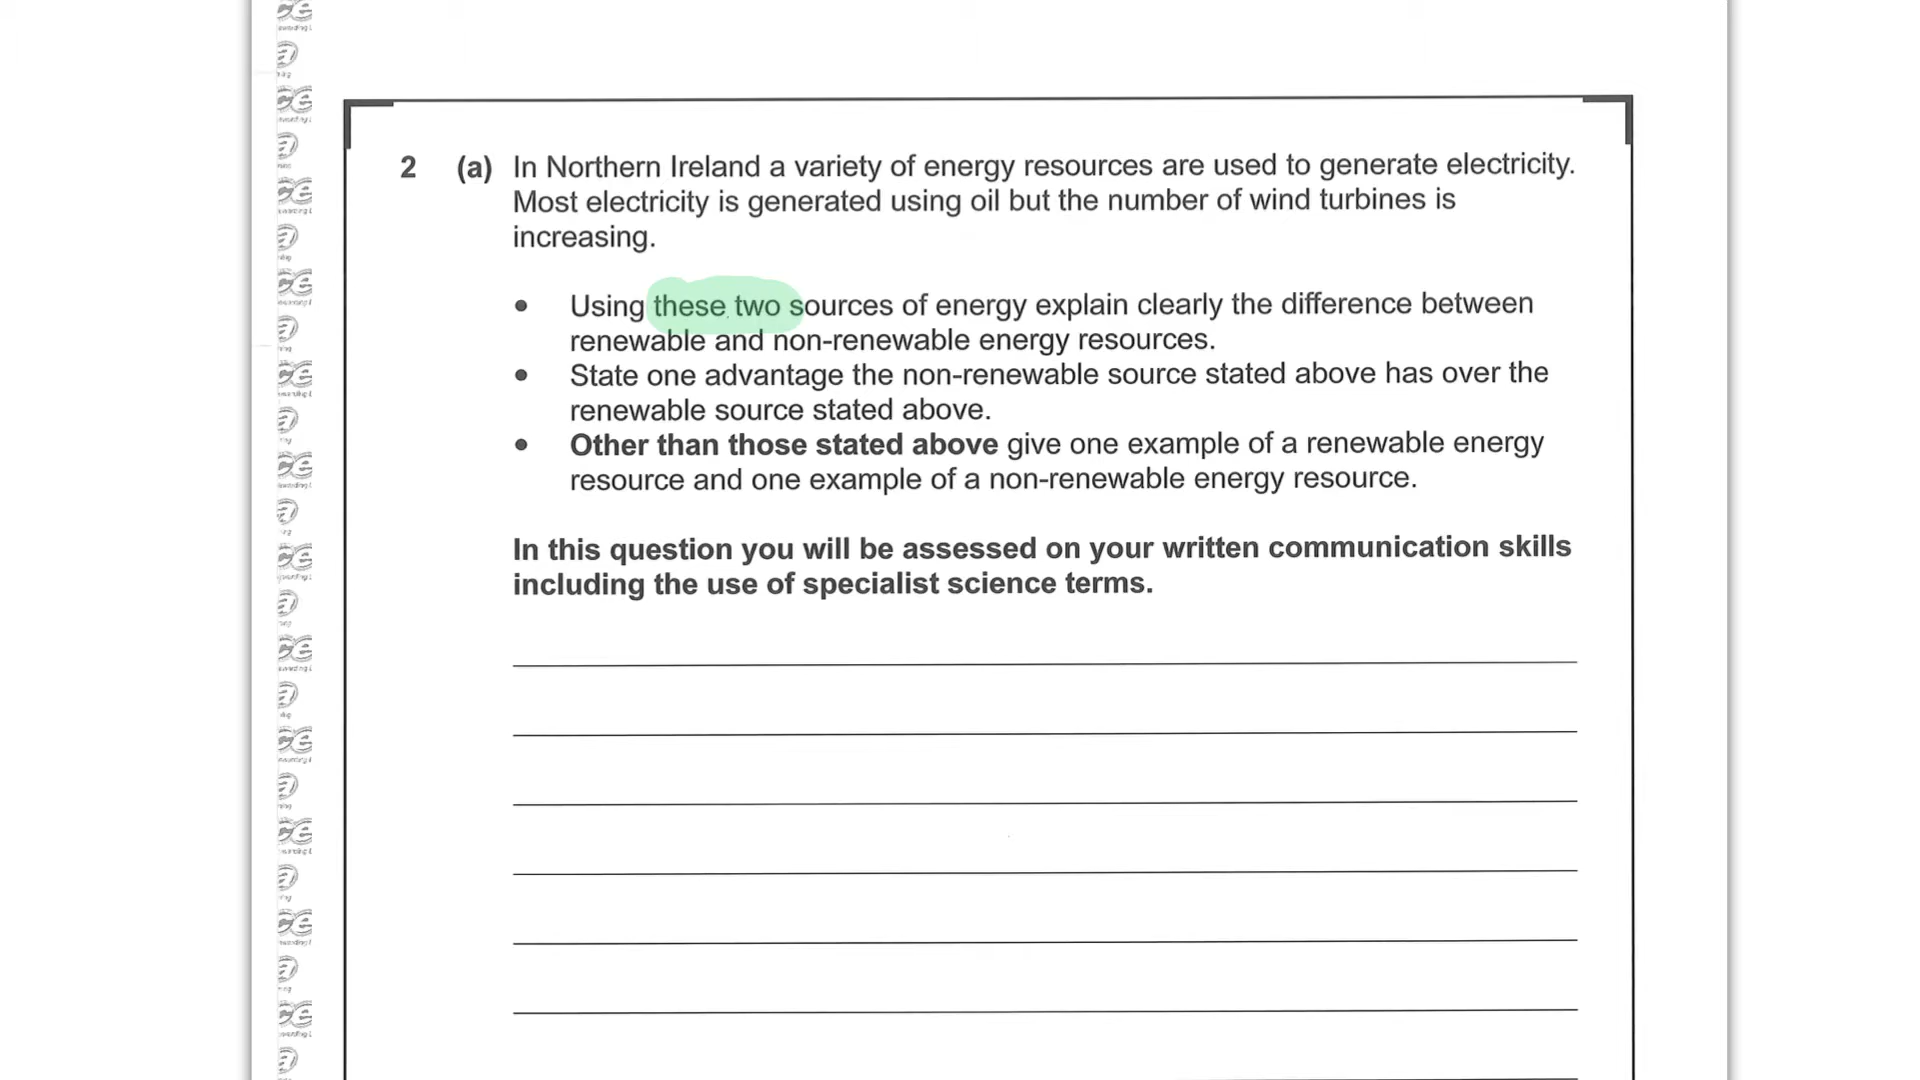 2 (a) In Northern Ireland a variety of energy resources are used to generate electricity.
Most electricity is generated using oil but the number of wind turbines is
increasing.
• Using these two sources of energy explain clearly the difference between
renewable and non-renewable energy resources.
• State one advantage the non-renewable source stated above has over the
renewable source stated above.
• Other than those stated above give one example of a renewable energy
resource and one example of a non-renewable energy resource.
In this question you will be assessed on your written communication skills
including the use of specialist science terms.